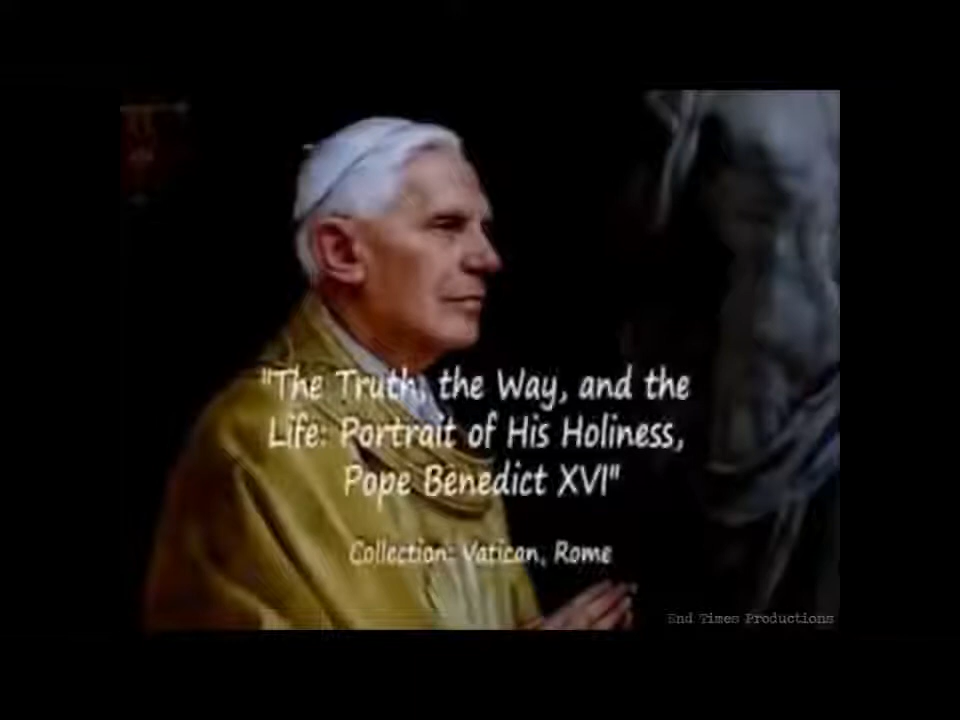 "The Truth, the Way, and the
Life: Portrait of His Holiness,
Pope Benedict XVI"
Collection: Vatican, Rome
End Times Productions